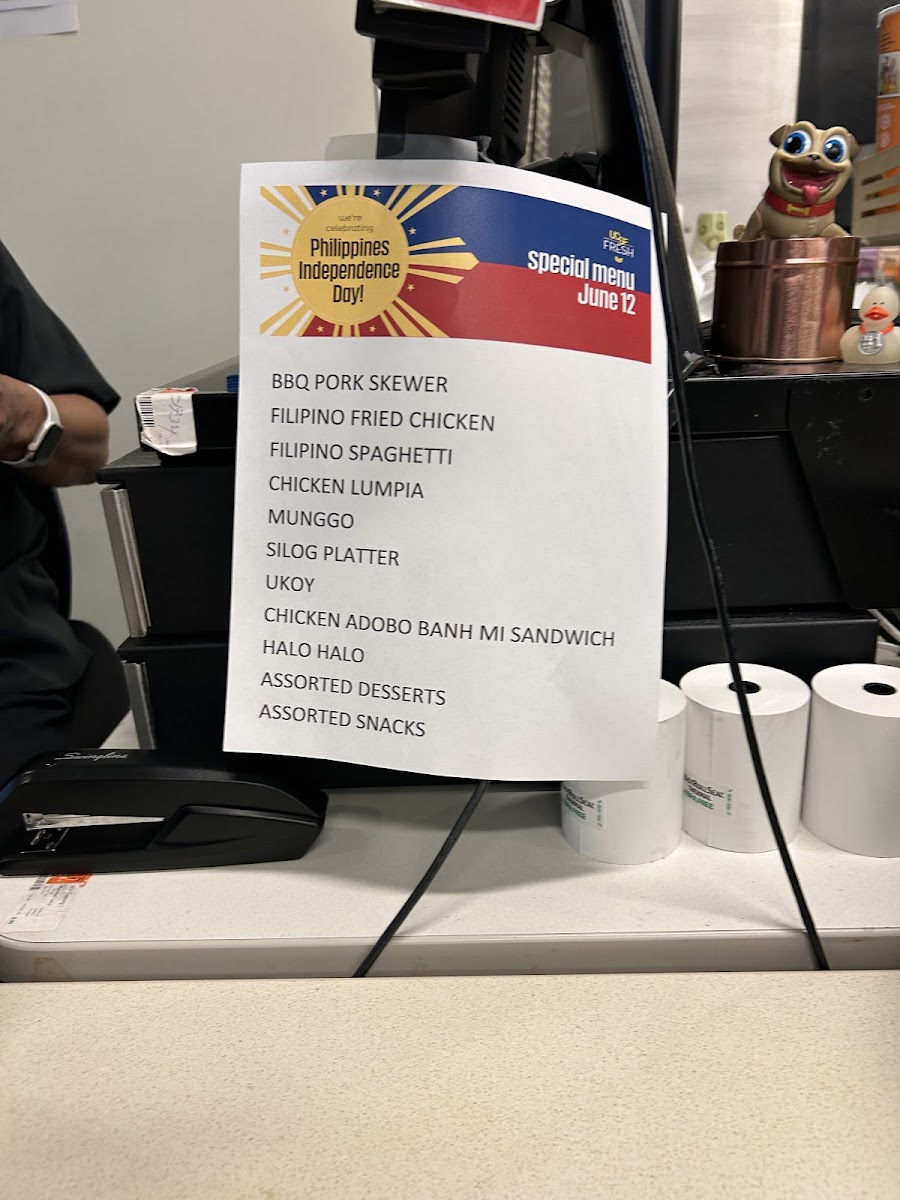 we're
celebrating
Philippines
Independence
Day!
UCSF
FRESH
special menu
June 12
BBQ PORK SKEWER
FILIPINO FRIED CHICKEN
FILIPINO SPAGHETTI
CHICKEN LUMPIA
MUNGGO
SILOG PLATTER
UKOY
CHICKEN ADOBO BANH MI SANDWICH
HALO HALO
ASSORTED DESSERTS
ASSORTED SNACKS
Swingline